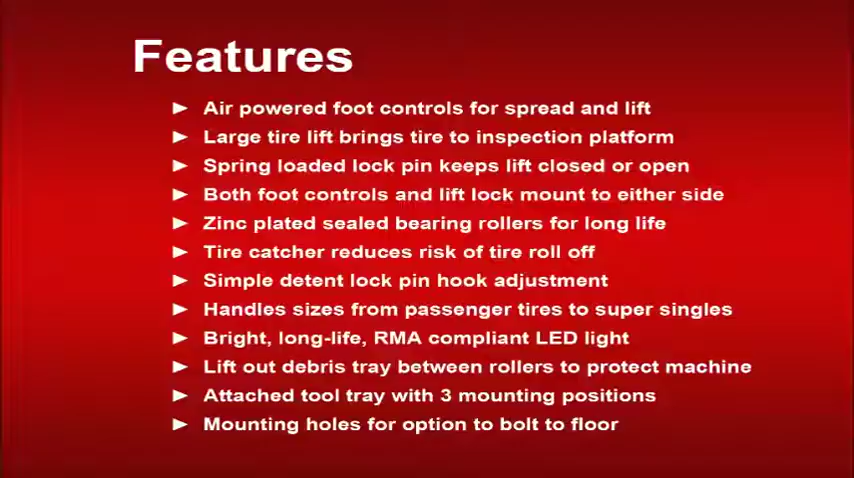 Features
► Air powered foot controls for spread and lift
► Large tire lift brings tire to inspection platform
► Spring loaded lock pin keeps lift closed or open
► Both foot controls and lift lock mount to either side
► Zinc plated sealed bearing rollers for long life
► Tire catcher reduces risk of tire roll off
► Simple detent lock pin hook adjustment
► Handles sizes from passenger tires to super singles
► Bright, long-life, RMA compliant LED light
► Lift out debris tray between rollers to protect machine
► Attached tool tray with 3 mounting positions
► Mounting holes for option to bolt to floor